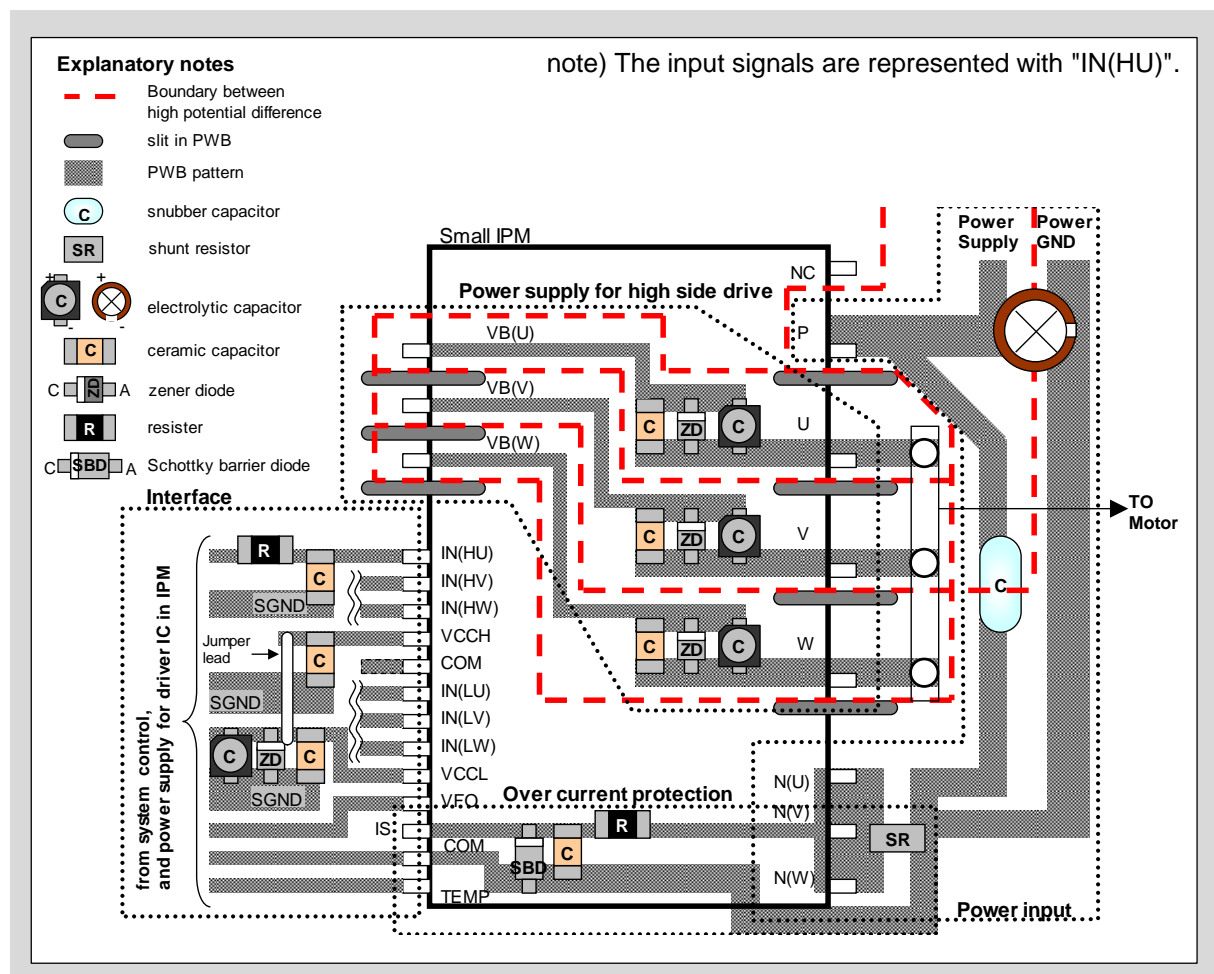 Explanatory notes
note) The input signals are represented with "IN(HU)".
Boundary between
high potential difference
slit in PWB
PWB pattern
C
snubber capacitor
SR
shunt resistor
+
+
C
-
-
electrolytic capacitor
C
ceramic capacitor
C ZD A
zener diode
R
resister
C SBD A
Schottky barrier diode
Small IPM
Power
Supply
Power
GND
NC
Power supply for high side drive
P
VB(U)
VB(V)
VB(W)
C ZD C
U
C ZD C
V
C ZD C
W
TO
Motor
C
Interface
R
C
SGND
Jumper
lead
C
SGND
C ZD C
SGND
from system control,
and power supply for driver IC in IPM
IN(HU)
IN(HV)
IN(HW)
VCCH
COM
IN(LU)
IN(LV)
IN(LW)
VCCL
VFO
IS
COM
TEMP
Over current protection
R
SBD
C
N(U)
N(V)
N(W)
SR
Power input